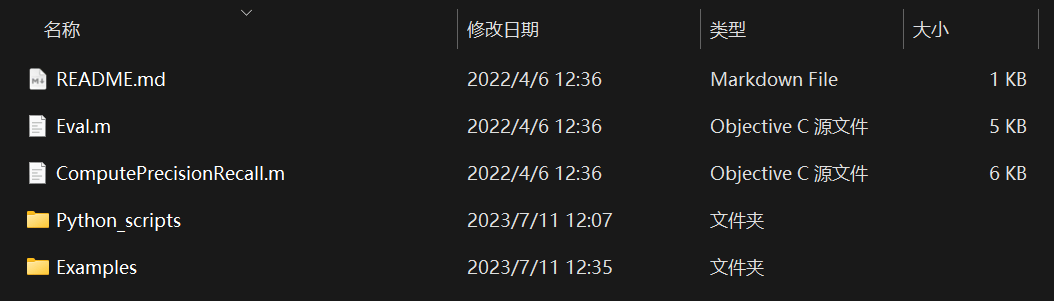 名称 修改日期 类型 大小
README.md 2022/4/6 12:36 Markdown File 1 KB
Eval.m 2022/4/6 12:36 Objective C 源文件 5 KB
ComputePrecisionRecall.m 2022/4/6 12:36 Objective C 源文件 6 KB
Python_scripts 2023/7/11 12:07 文件夹
Examples 2023/7/11 12:35 文件夹